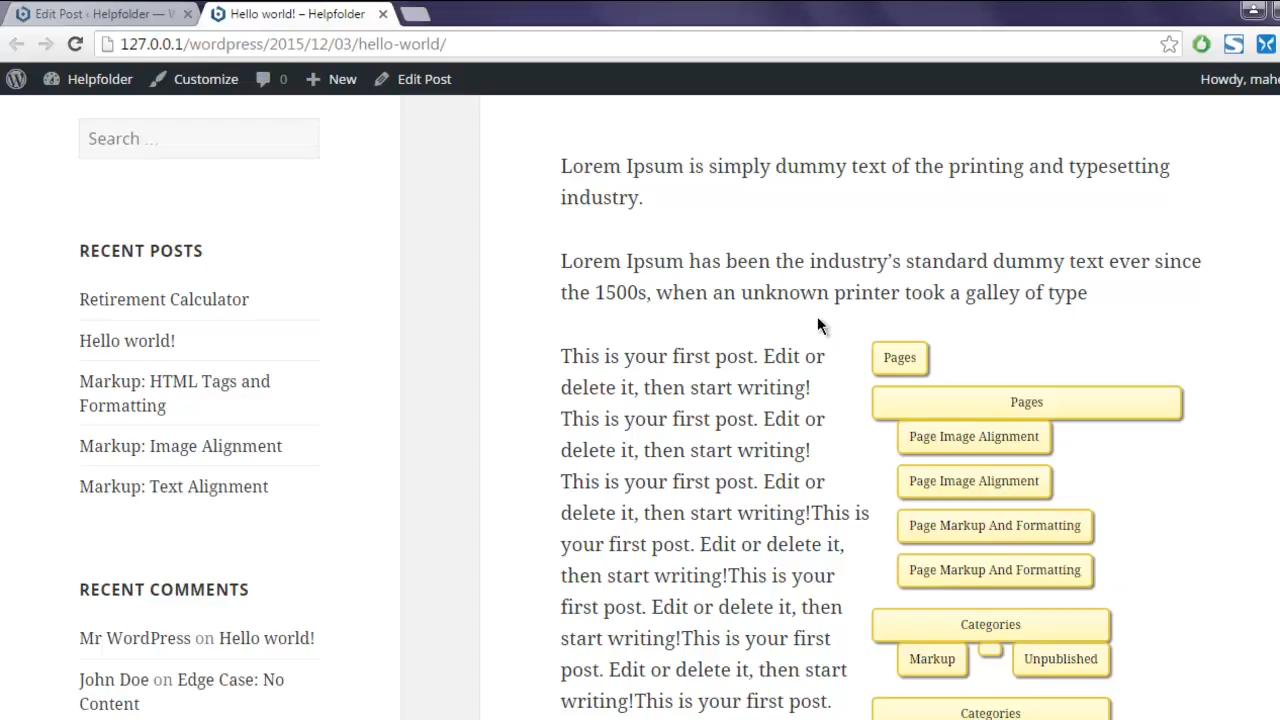 Edit Post ‹ Helpfolder —
Hello world! – Helpfolder
127.0.0.1/wordpress/2015/12/03/hello-world/
Helpfolder
Customize
0
New
Edit Post
Howdy, mahe
Search …
RECENT POSTS
Retirement Calculator
Hello world!
Markup: HTML Tags and
Formatting
Markup: Image Alignment
Markup: Text Alignment
RECENT COMMENTS
Mr WordPress on Hello world!
John Doe on Edge Case: No
Content
Lorem Ipsum is simply dummy text of the printing and typesetting
industry.
Lorem Ipsum has been the industry’s standard dummy text ever since
the 1500s, when an unknown printer took a galley of type
This is your first post. Edit or
delete it, then start writing!
This is your first post. Edit or
delete it, then start writing!
This is your first post. Edit or
delete it, then start writing!This is
your first post. Edit or delete it,
then start writing!This is your
first post. Edit or delete it, then
start writing!This is your first
post. Edit or delete it, then start
writing!This is your first post.
Pages
Pages
Page Image Alignment
Page Image Alignment
Page Markup And Formatting
Page Markup And Formatting
Categories
Markup
Unpublished
Categories